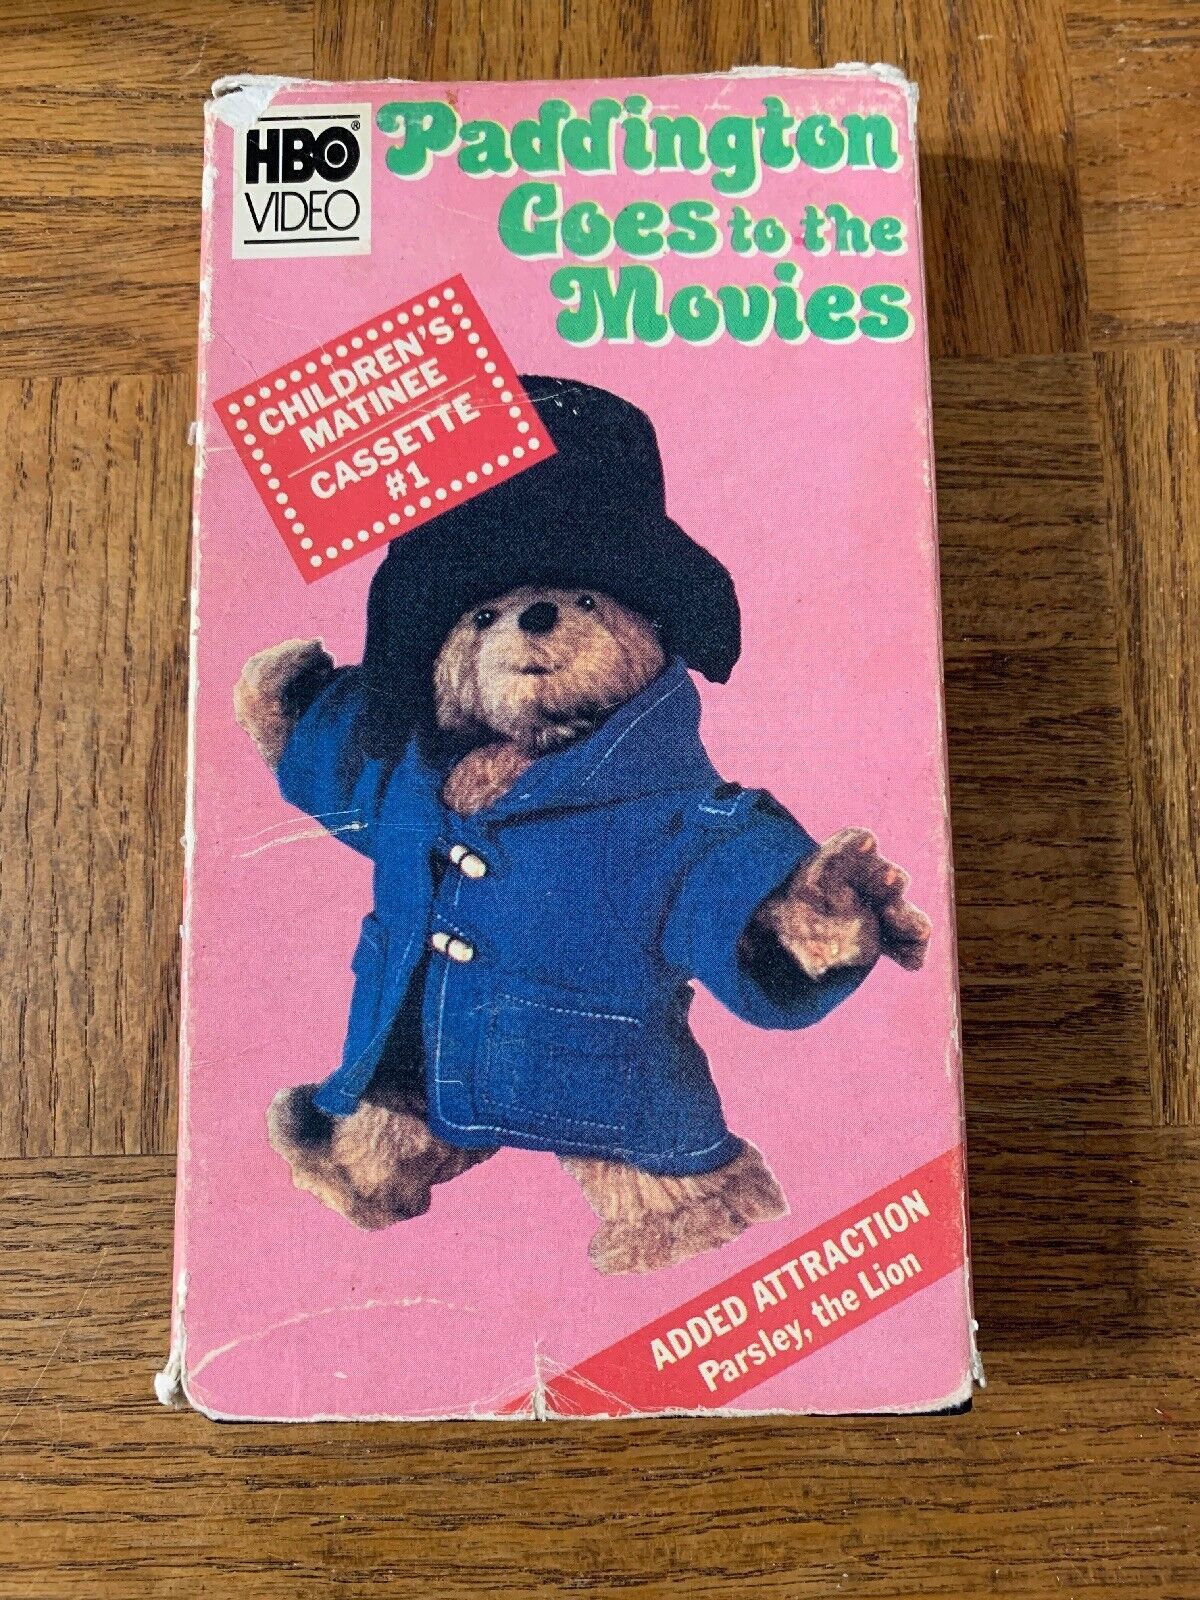 HBO®
VIDEO
Paddington
Goes to the
Movies
CHILDREN'S
MATINEE
CASSETTE
#1
ADDED ATTRACTION
Parsley, the Lion